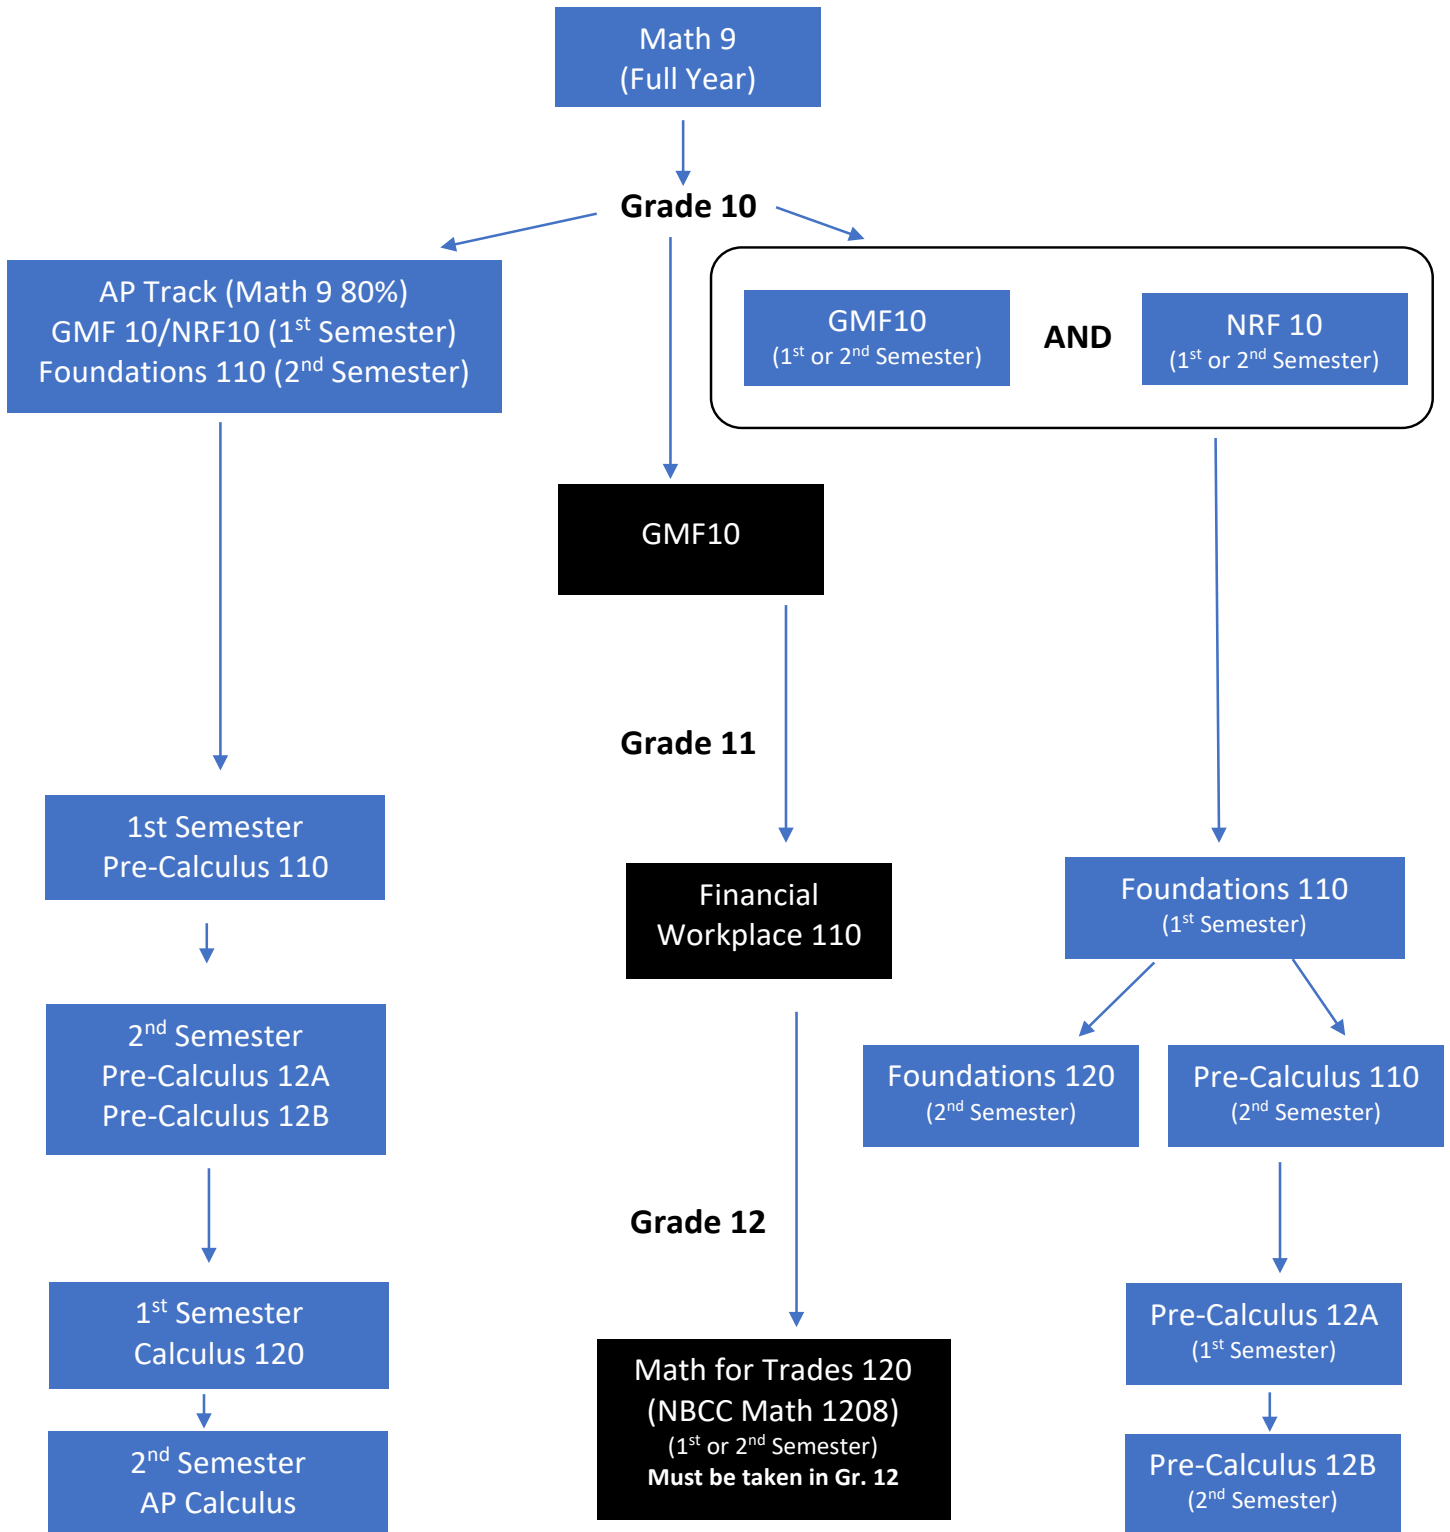 Math 9
(Full Year)
Grade 10
AP Track (Math 9 80%)
GMF 10/NRF10 (1st Semester)
Foundations 110 (2nd Semester)
GMF10
(1st or 2nd Semester)
AND
NRF 10
(1st or 2nd Semester)
GMF10
Grade 11
1st Semester
Pre-Calculus 110
Financial
Workplace 110
Foundations 110
(1st Semester)
2nd Semester
Pre-Calculus 12A
Pre-Calculus 12B
Foundations 120
(2nd Semester)
Pre-Calculus 110
(2nd Semester)
Grade 12
1st Semester
Calculus 120
Math for Trades 120
(NBCC Math 1208)
(1st or 2nd Semester)
Must be taken in Gr. 12
Pre-Calculus 12A
(1st Semester)
2nd Semester
AP Calculus
Pre-Calculus 12B
(2nd Semester)